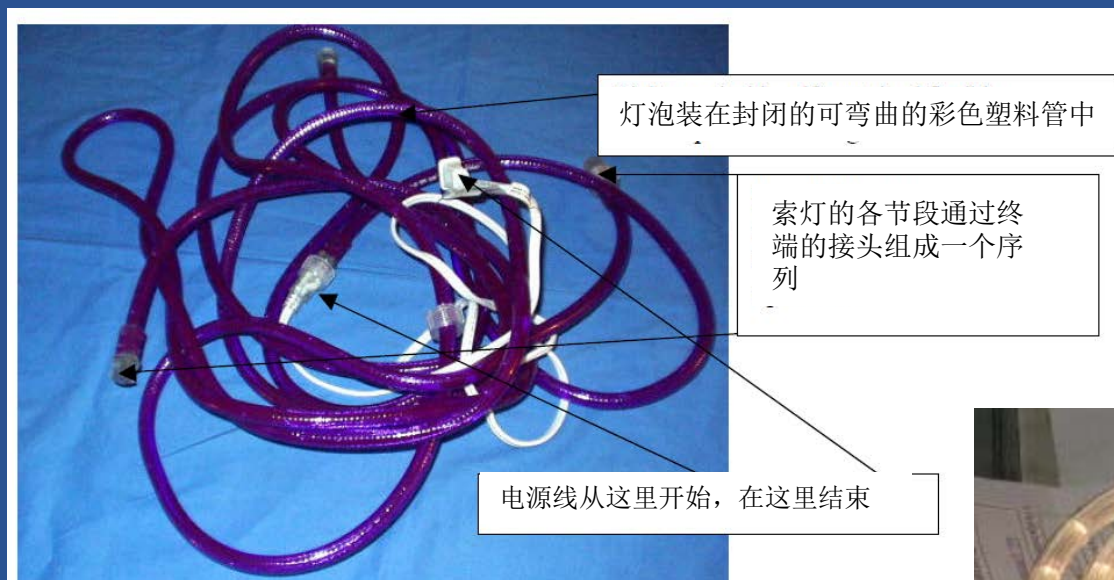 灯泡装在封闭的可弯曲的彩色塑料管中
索灯的各节段通过终
端的接头组成一个序
列
电源线从这里开始，在这里结束